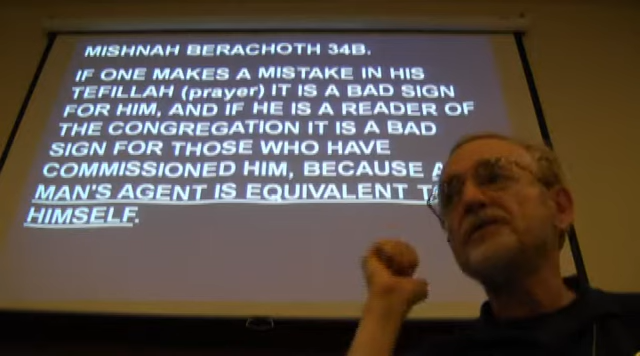 MISHNAH BERACHOTH 34B.
IF ONE MAKES A MISTAKE IN HIS
TEFILLAH (prayer) IT IS A BAD SIGN
FOR HIM, AND IF HE IS A READER OF
THE CONGREGATION IT IS A BAD
SIGN FOR THOSE WHO HAVE
COMMISSIONED HIM, BECAUSE
MAN'S AGENT IS EQUIVALENT
HIMSELF.